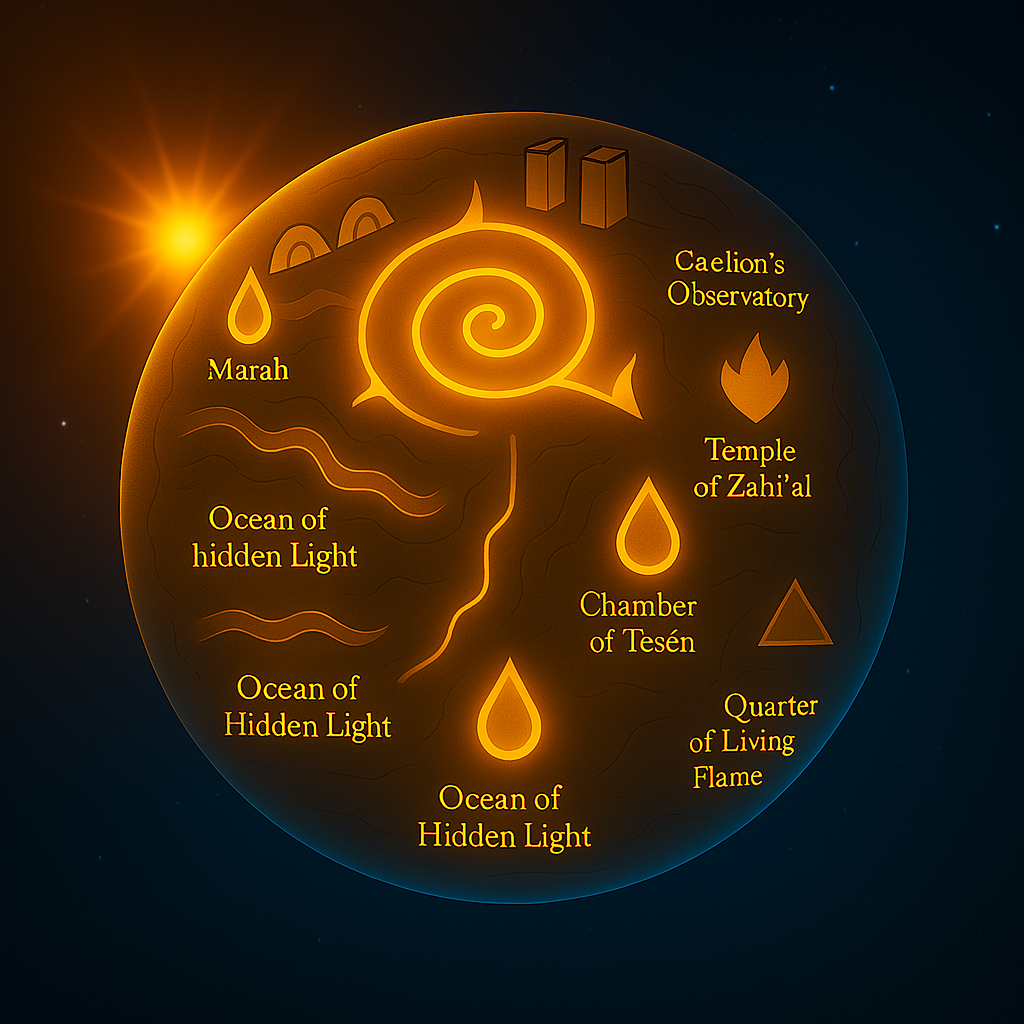 Caelion's
Observatory
Marah
Temple
of Zahi'al
Ocean of
hidden Light
Chamber
of Tesén
Ocean of
Hidden Light
Quarter
of Living
Flame
Ocean of
Hidden Light